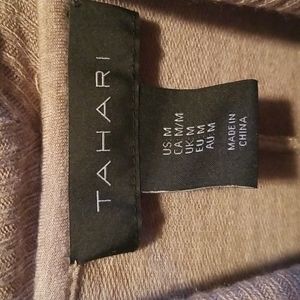 TAHARI
US: M
CA: M/M
UK: M
EU: M
AU: M
MADE IN
CHINA